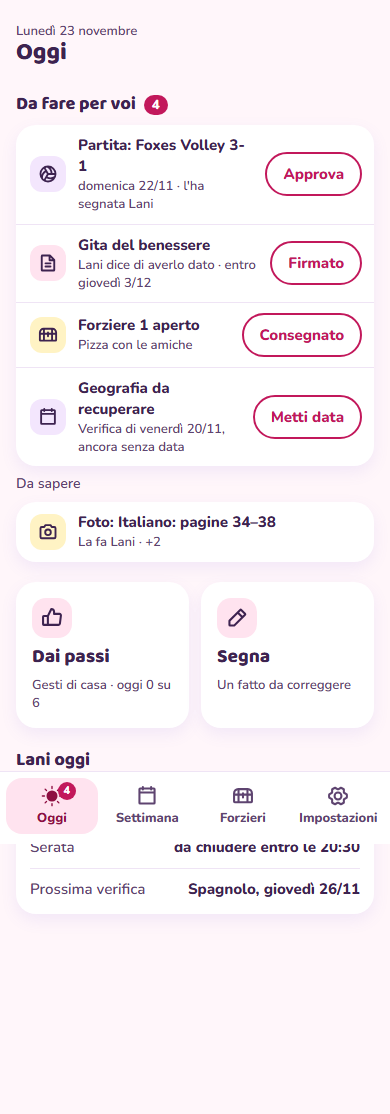 Lunedì 23 novembre
Oggi
Da fare per voi 4
Partita: Foxes Volley 3-
1
domenica 22/11 · l'ha
segnata Lani
Approva
Gita del benessere
Lani dice di averlo dato · entro
giovedì 3/12
Firmato
Forziere 1 aperto
Pizza con le amiche
Consegnato
Geografia da
recuperare
Verifica di venerdì 20/11,
ancora senza data
Metti data
Da sapere
Foto: Italiano: pagine 34–38
La fa Lani · +2
Dai passi
Gesti di casa · oggi 0 su
6
Segna
Un fatto da correggere
Lani oggi
4
Oggi
Settimana
Forzieri
Impostazioni
Serata da chiudere entro le 20:30
Prossima verifica Spagnolo, giovedì 26/11